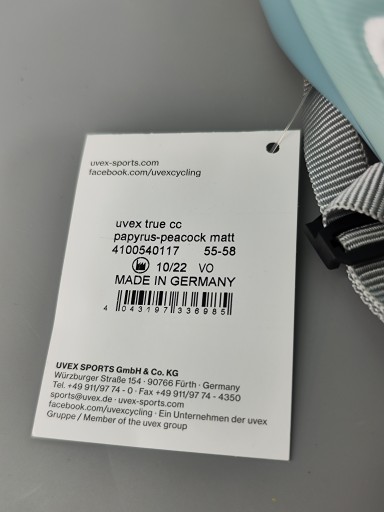 uvex-sports.com
facebook.com/uvexcycling
uvex true cc
papyrus-peacock matt
4100540117 55-58
10/22 VO
MADE IN GERMANY
4 043197 336985
UVEX SPORTS GmbH & Co. KG
Würzburger Straße 154 · 90766 Fürth · Germany
Tel. +49 911/97 74 - 0 · Fax +49 911/97 74 - 4350
sports@uvex.de · uvex-sports.com
facebook.com/uvexcycling · Ein Unternehmen der uvex
Gruppe / Member of the uvex group